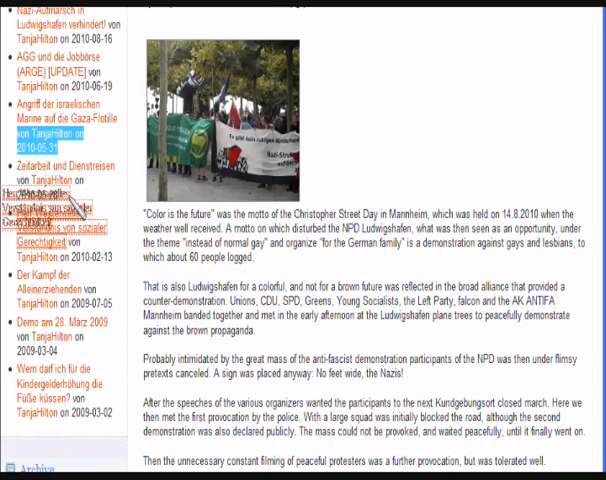 Nazi-Aufmarsch in
Ludwigshafen verhindert! von
TanjaHilton on 2010-08-16
AGG und die Jobbörse
(ARGE) [UPDATE] von
TanjaHilton on 2010-06-19
Angriff der israelischen
Marine auf die Gaza-Flotille
von TanjaHilton on
2010-05-31
Zeitarbeit und Dienstreisen
von TanjaHilton on
Verständnis von sozialer
Gerechtigkeit von
TanjaHilton on 2010-02-13
Der Kampf der
Alleinerziehenden von
TanjaHilton on 2009-07-05
Demo am 28. März 2009
von TanjaHilton on
2009-03-04
Wem darf ich für die
Kindergelderhöhung die
Füße küssen? von
TanjaHilton on 2009-03-02
Archive
"Color is the future" was the motto of the Christopher Street Day in Mannheim, which was held on 14.8.2010 when the
weather well received. A motto on which disturbed the NPD Ludwigshafen, what was then seen as an opportunity, under
the theme "instead of normal gay" and organize "for the German family" is a demonstration against gays and lesbians, to
which about 60 people logged.
That is also Ludwigshafen for a colorful, and not for a brown future was reflected in the broad alliance that provided a
counter-demonstration. Unions, CDU, SPD, Greens, Young Socialists, the Left Party, falcon and the AK ANTIFA
Mannheim banded together and met in the early afternoon at the Ludwigshafen plane trees to peacefully demonstrate
against the brown propaganda.
Probably intimidated by the great mass of the anti-fascist demonstration participants of the NPD was then under flimsy
pretexts canceled. A sign was placed anyway: No feet wide, the Nazis!
After the speeches of the various organizers wanted the participants to the next Kundgebungsort closed march. Here we
then met the first provocation by the police. With a large squad was initially blocked the road, although the second
demonstration was also declared publicly. The mass could not be provoked, and waited peacefully, until it finally went on.
Then the unnecessary constant filming of peaceful protesters was a further provocation, but was tolerated well.